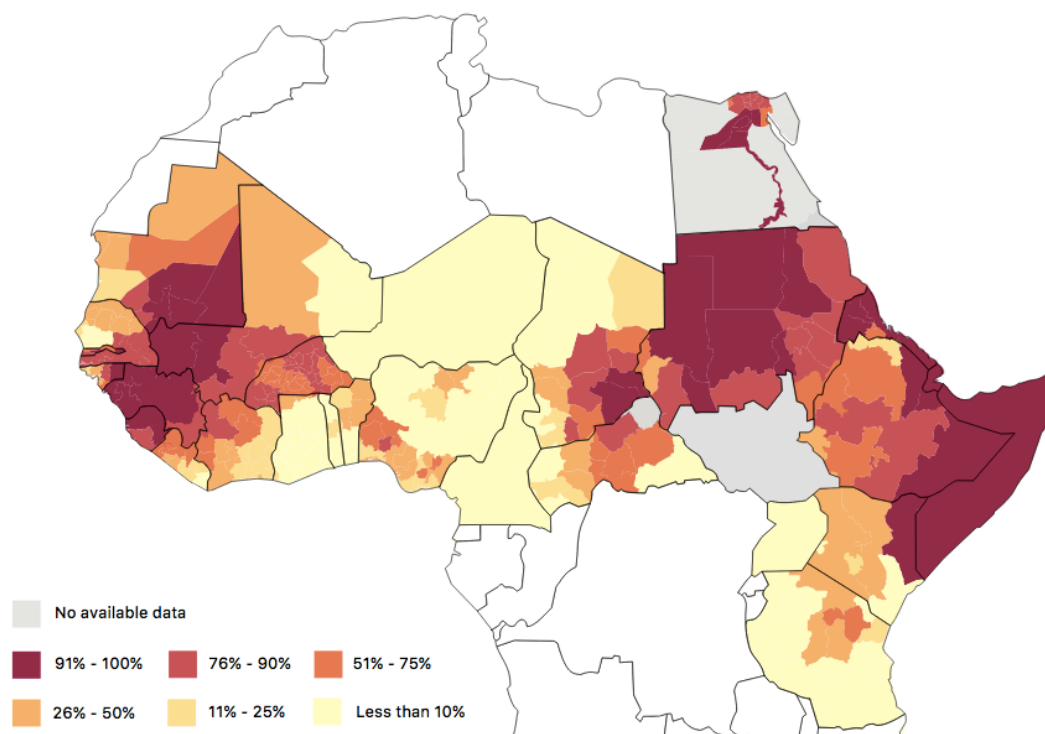 No available data
91% - 100%
76% - 90%
51% - 75%
26% - 50%
11% - 25%
Less than 10%